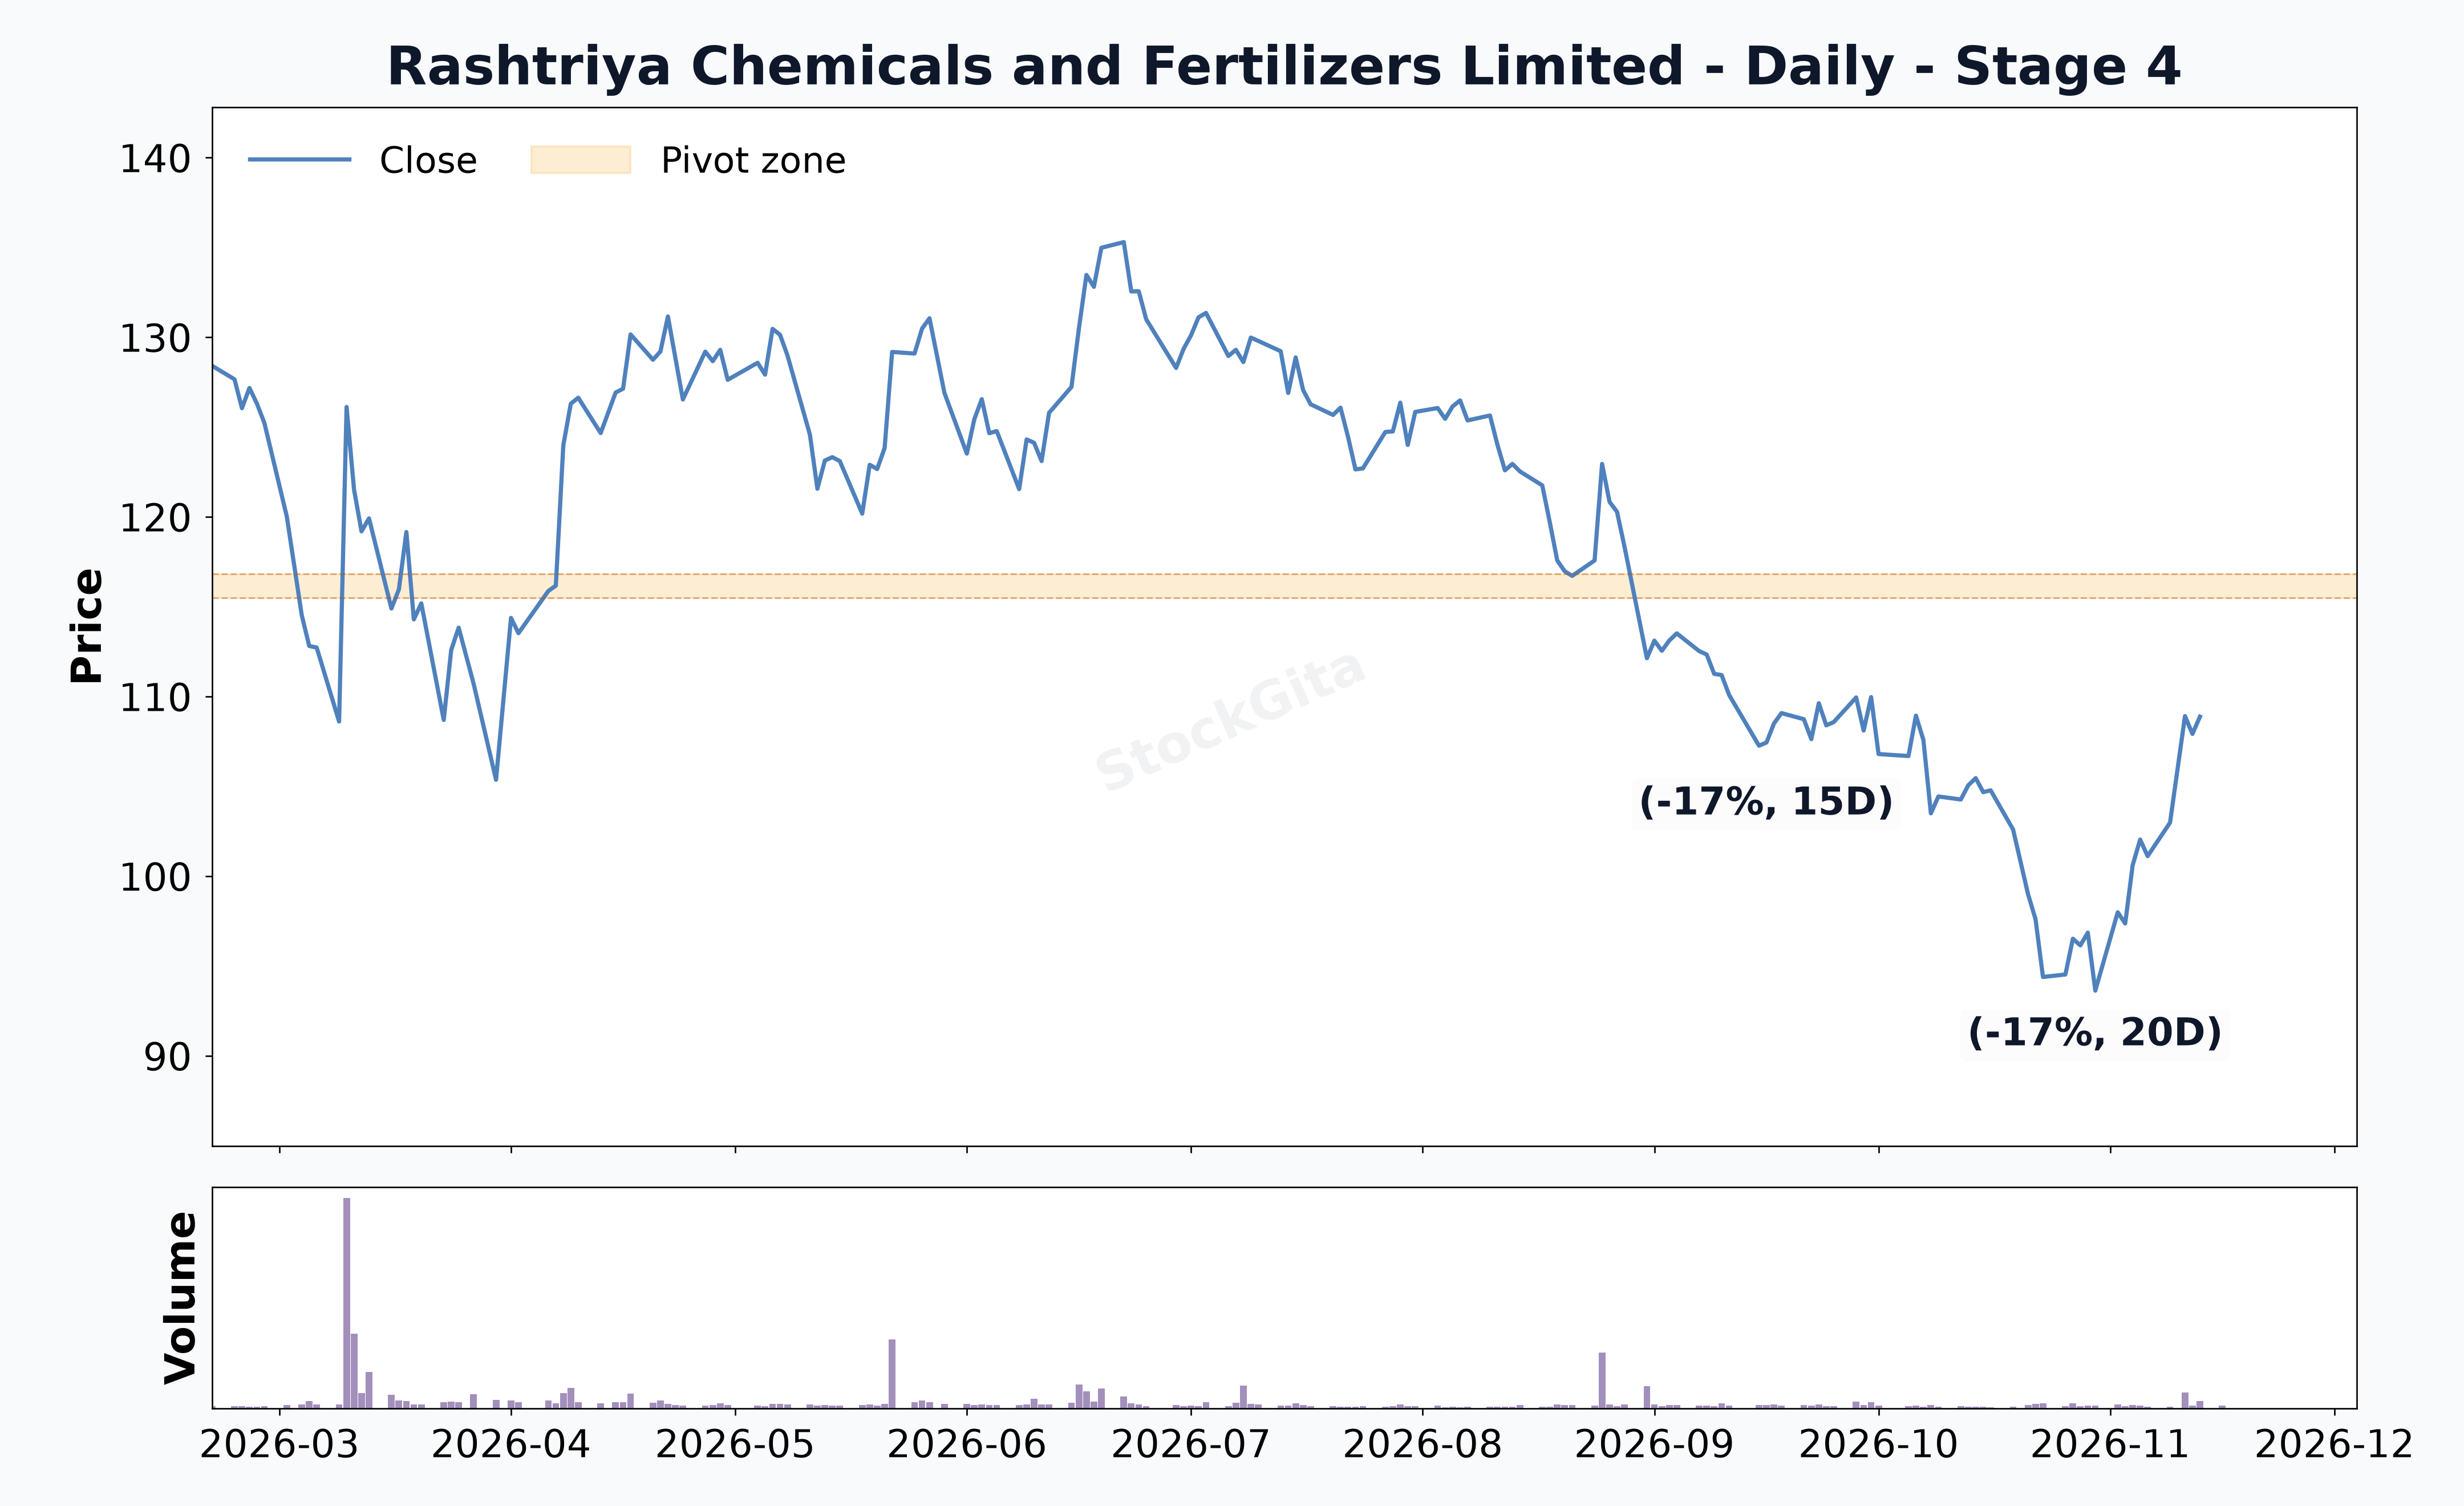 Rashtriya Chemicals and Fertilizers Limited - Daily - Stage 4
Close
Pivot zone
140
130
120
110
100
90
Price
StockGita
(-17%, 15D)
(-17%, 20D)
Volume
2026-03
2026-04
2026-05
2026-06
2026-07
2026-08
2026-09
2026-10
2026-11
2026-12